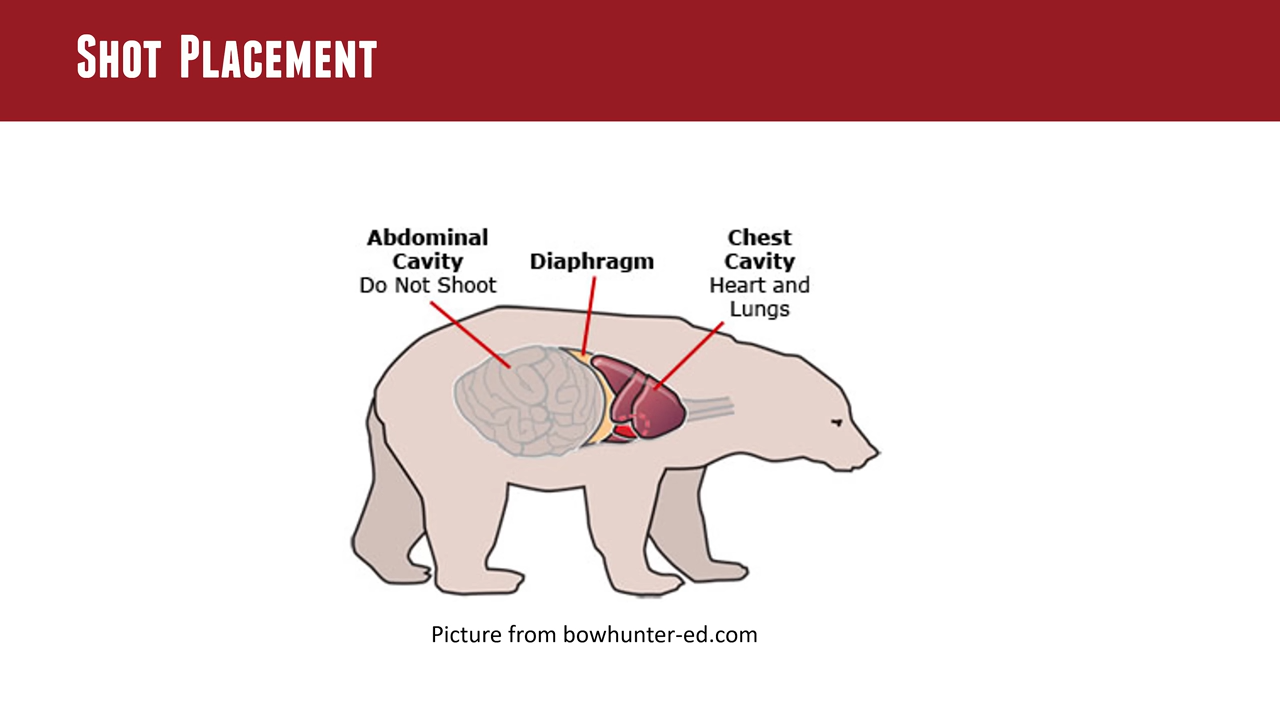 Shot Placement
Abdominal
Cavity
Do Not Shoot
Diaphragm
Chest
Cavity
Heart and
Lungs
Picture from bowhunter-ed.com